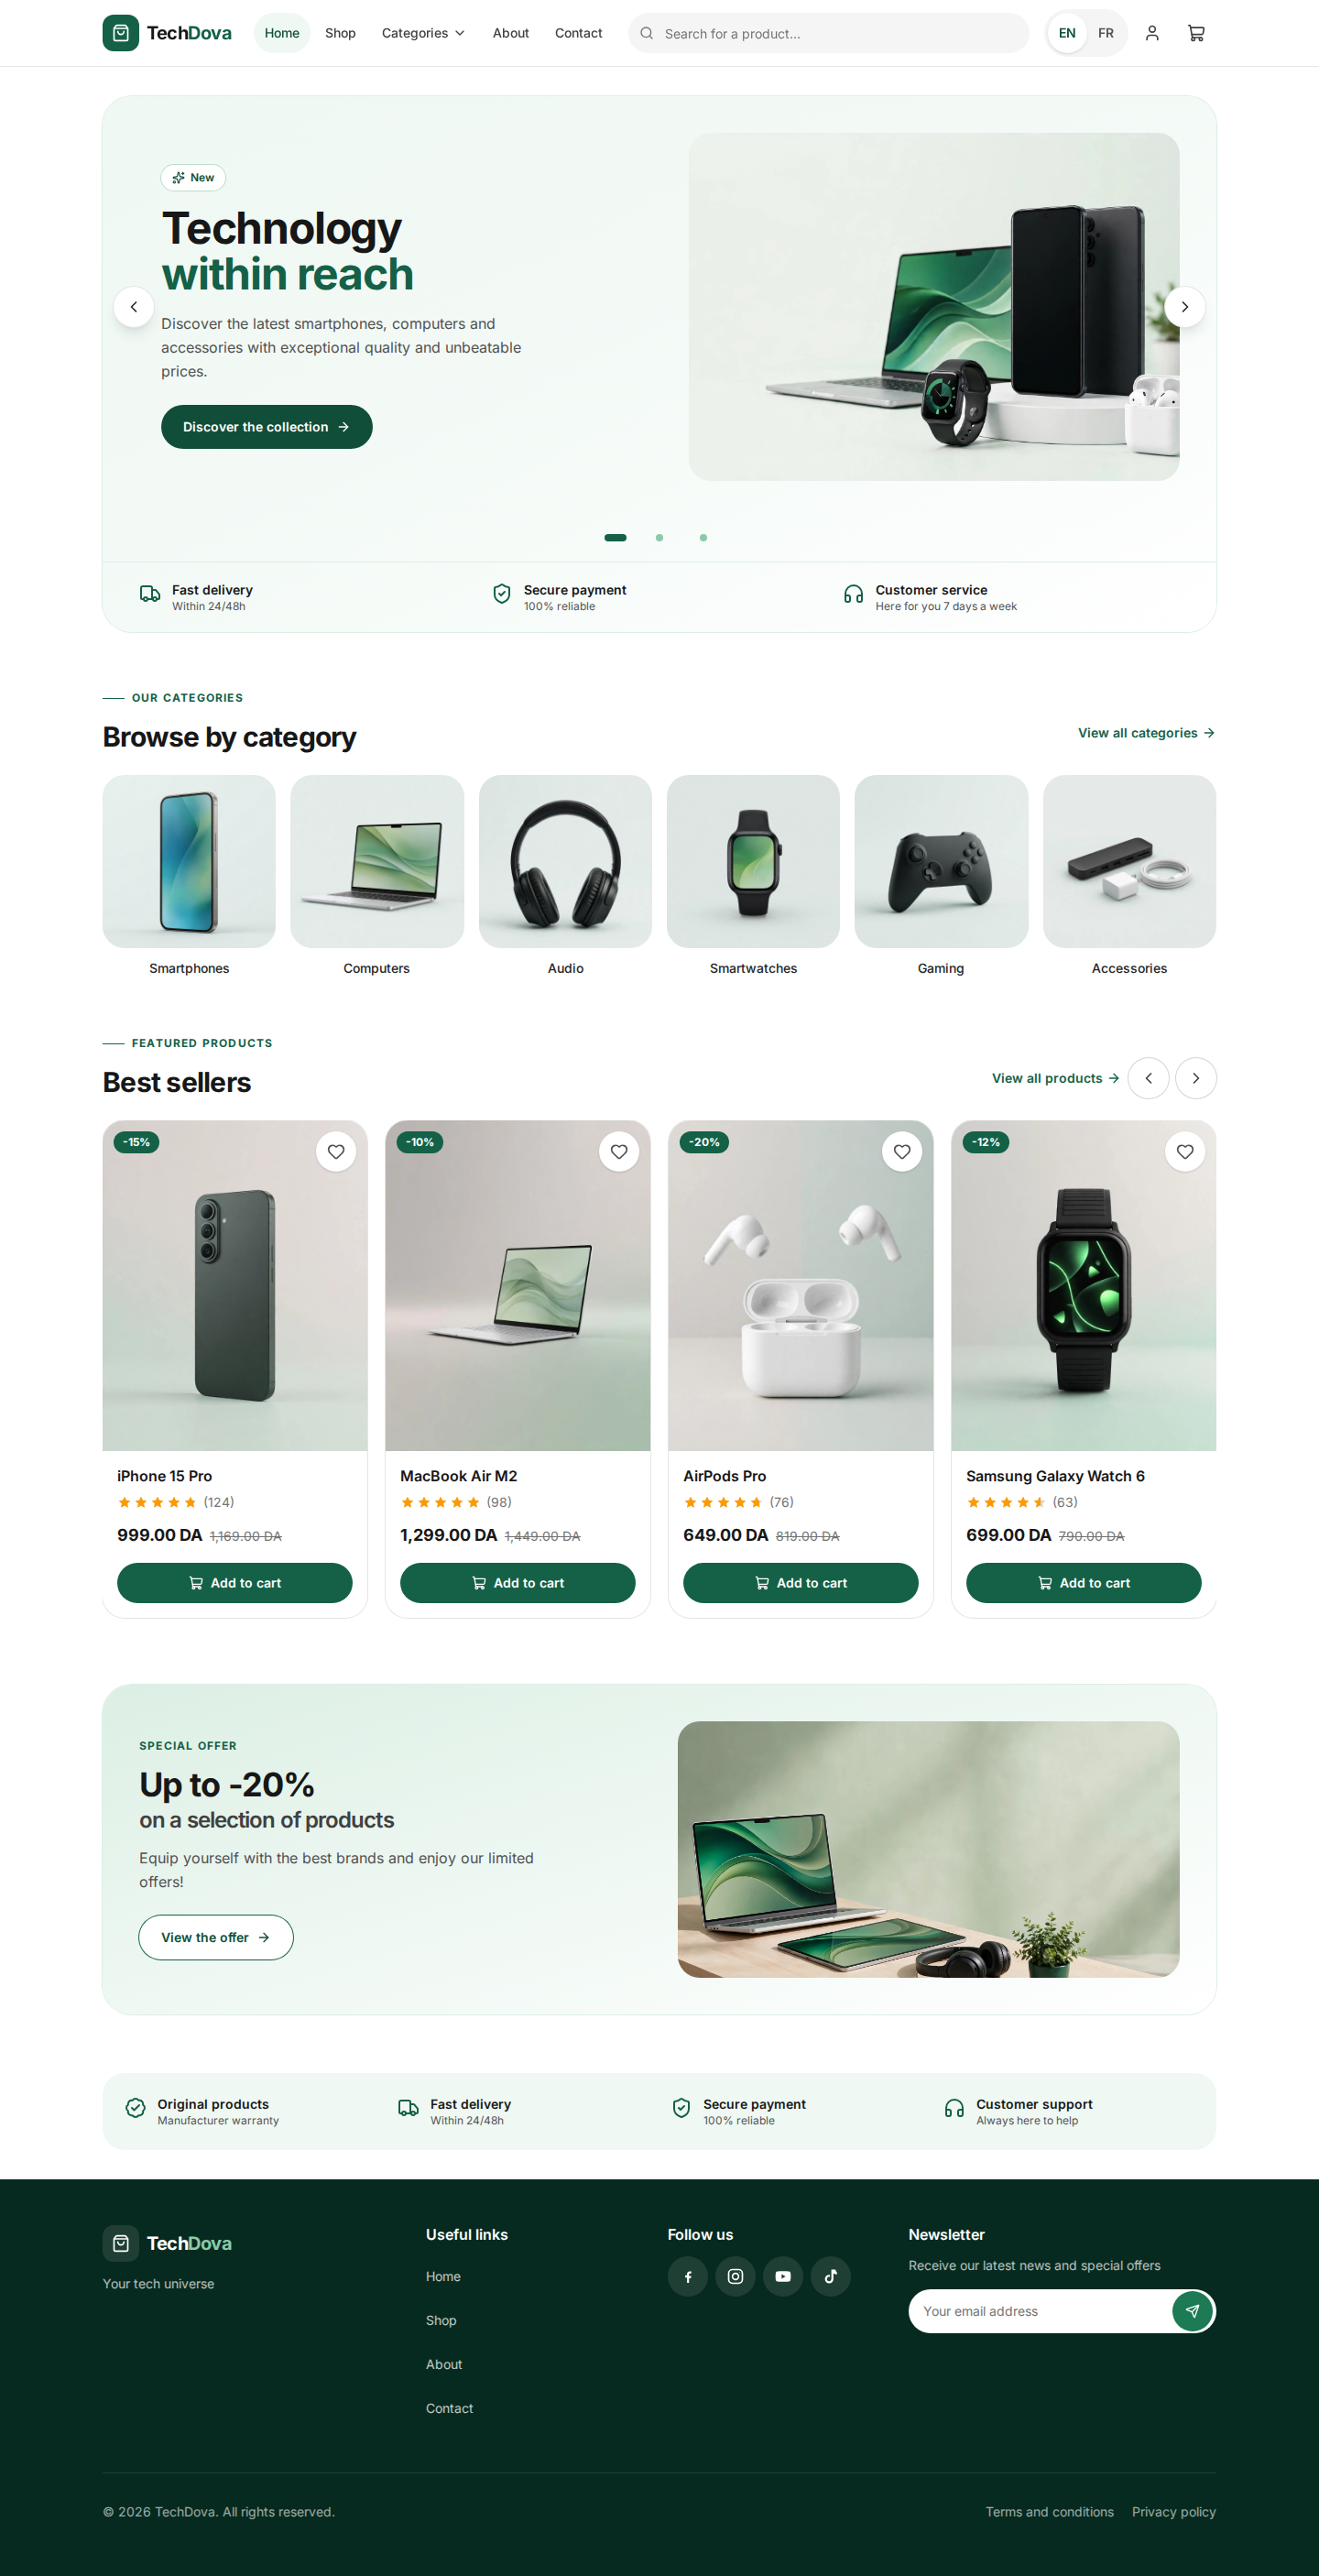 TechDova
Home
Shop
Categories
About
Contact
Search for a product...
EN
FR
New
Technology
within reach
Discover the latest smartphones, computers and
accessories with exceptional quality and unbeatable
prices.
Discover the collection
Fast delivery
Within 24/48h
Secure payment
100% reliable
Customer service
Here for you 7 days a week
OUR CATEGORIES
Browse by category
View all categories
Smartphones
Computers
Audio
Smartwatches
Gaming
Accessories
FEATURED PRODUCTS
Best sellers
View all products
-15%
-10%
-20%
-12%
iPhone 15 Pro
(124)
999.00 DA 1,169.00 DA
Add to cart
MacBook Air M2
(98)
1,299.00 DA 1,449.00 DA
Add to cart
AirPods Pro
(76)
649.00 DA 819.00 DA
Add to cart
Samsung Galaxy Watch 6
(63)
699.00 DA 790.00 DA
Add to cart
SPECIAL OFFER
Up to -20%
on a selection of products
Equip yourself with the best brands and enjoy our limited
offers!
View the offer
Original products
Manufacturer warranty
Fast delivery
Within 24/48h
Secure payment
100% reliable
Customer support
Always here to help
TechDova
Your tech universe
Useful links
Home
Shop
About
Contact
Follow us
Newsletter
Receive our latest news and special offers
Your email address
© 2026 TechDova. All rights reserved.
Terms and conditions
Privacy policy